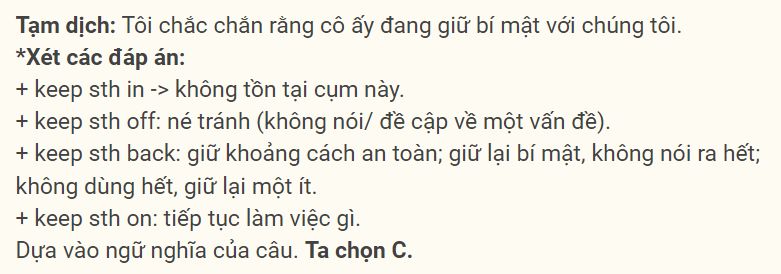 Tạm dịch: Tôi chắc chắn rằng cô ấy đang giữ bí mật với chúng tôi.
*Xét các đáp án:
+ keep sth in -> không tồn tại cụm này.
+ keep sth off: né tránh (không nói/ đề cập về một vấn đề).
+ keep sth back: giữ khoảng cách an toàn; giữ lại bí mật, không nói ra hết;
không dùng hết, giữ lại một ít.
+ keep sth on: tiếp tục làm việc gì.
Dựa vào ngữ nghĩa của câu. Ta chọn C.